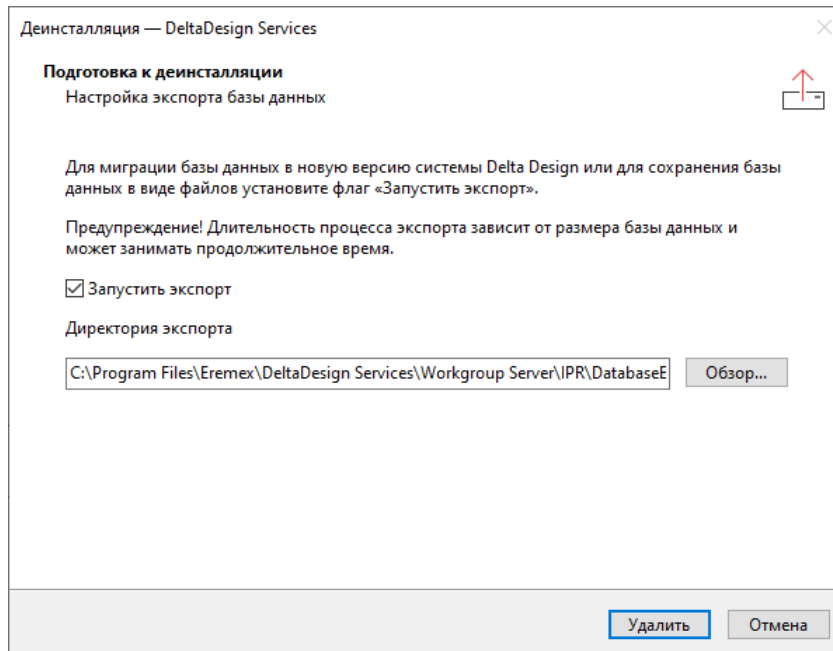 Деинсталляция — DeltaDesign Services
Подготовка к деинсталляции
Настройка экспорта базы данных
Для миграции базы данных в новую версию системы Delta Design или для сохранения базы
данных в виде файлов установите флаг «Запустить экспорт».
Предупреждение! Длительность процесса экспорта зависит от размера базы данных и
может занимать продолжительное время.
Запустить экспорт
Директория экспорта
C:\Program Files\Eremex\DeltaDesign Services\Workgroup Server\IPR\DatabaseE
Обзор...
Удалить
Отмена